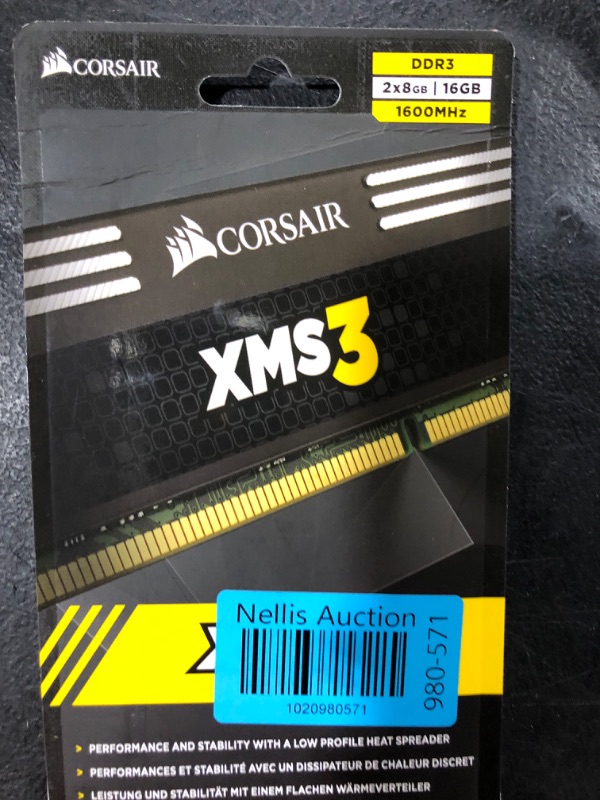 CORSAIR
DDR3
2x8GB | 16GB
1600MHz
CORSAIR
XMS3
Nellis Auction
1020980571
980-571
> PERFORMANCE AND STABILITY WITH A LOW PROFILE HEAT SPREADER
> PERFORMANCES ET STABILITÉ AVEC UN DISSIPATEUR DE CHALEUR DISCRET
> LEISTUNG UND STABILITÄT MIT EINEM FLACHEN WÄRMEVERTEILER